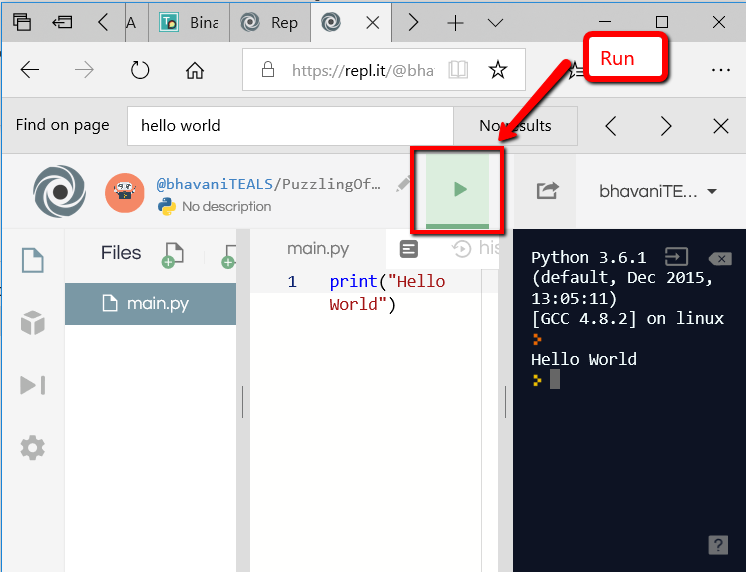 A
Bina
Rep
Run
https://repl.it/@bha
Find on page
hello world
No results
@bhavaniTEALS/PuzzlingOf…
No description
bhavaniTE...
Files
main.py
his
main.py
1 print("Hello
World")
Python 3.6.1
(default, Dec 2015,
13:05:11)
[GCC 4.8.2] on linux
Hello World
?